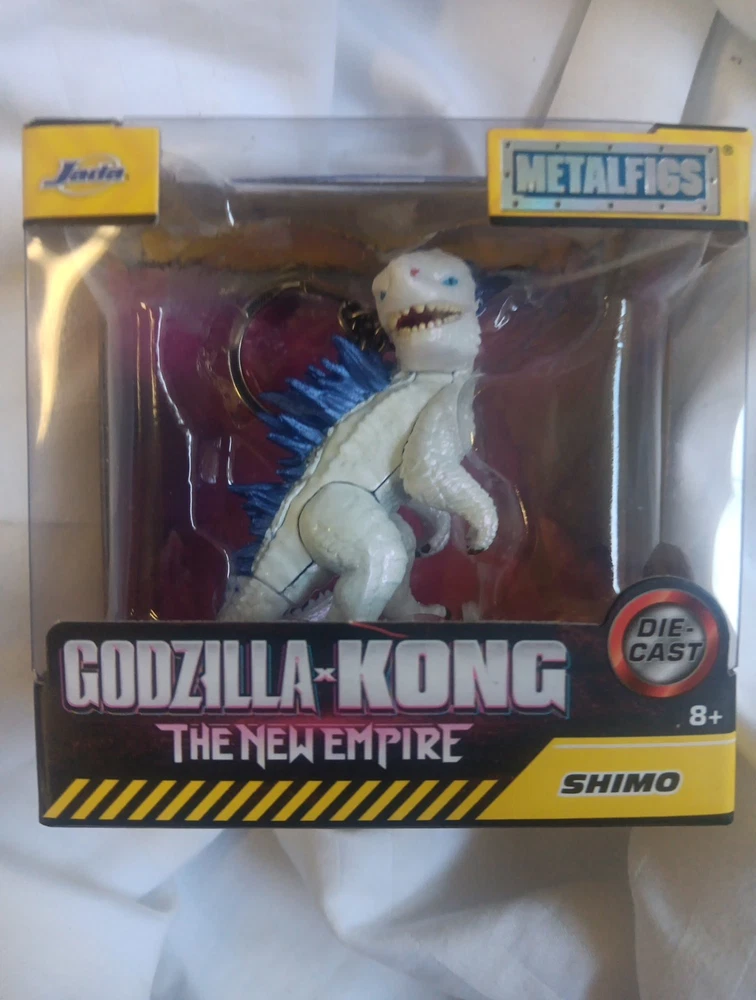 Jada
METALFIGS®
DIE-
CAST
GODZILLA x KONG
THE NEW EMPIRE
8+
SHIMO